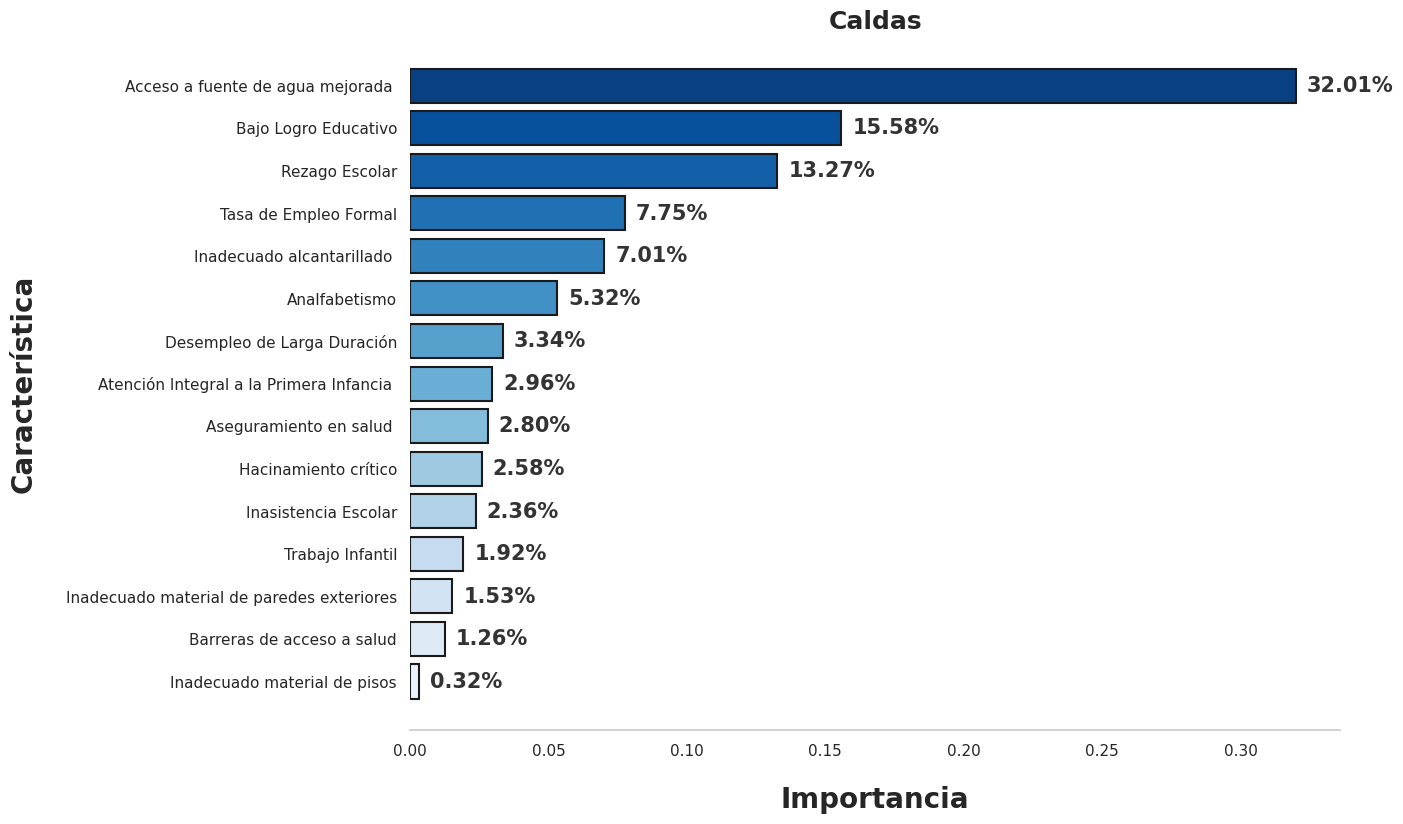 Caldas
Característica
Acceso a fuente de agua mejorada 32.01%
Bajo Logro Educativo 15.58%
Rezago Escolar 13.27%
Tasa de Empleo Formal 7.75%
Inadecuado alcantarillado 7.01%
Analfabetismo 5.32%
Desempleo de Larga Duración 3.34%
Atención Integral a la Primera Infancia 2.96%
Aseguramiento en salud 2.80%
Hacinamiento crítico 2.58%
Inasistencia Escolar 2.36%
Trabajo Infantil 1.92%
Inadecuado material de paredes exteriores 1.53%
Barreras de acceso a salud 1.26%
Inadecuado material de pisos 0.32%
0.00 0.05 0.10 0.15 0.20 0.25 0.30
Importancia